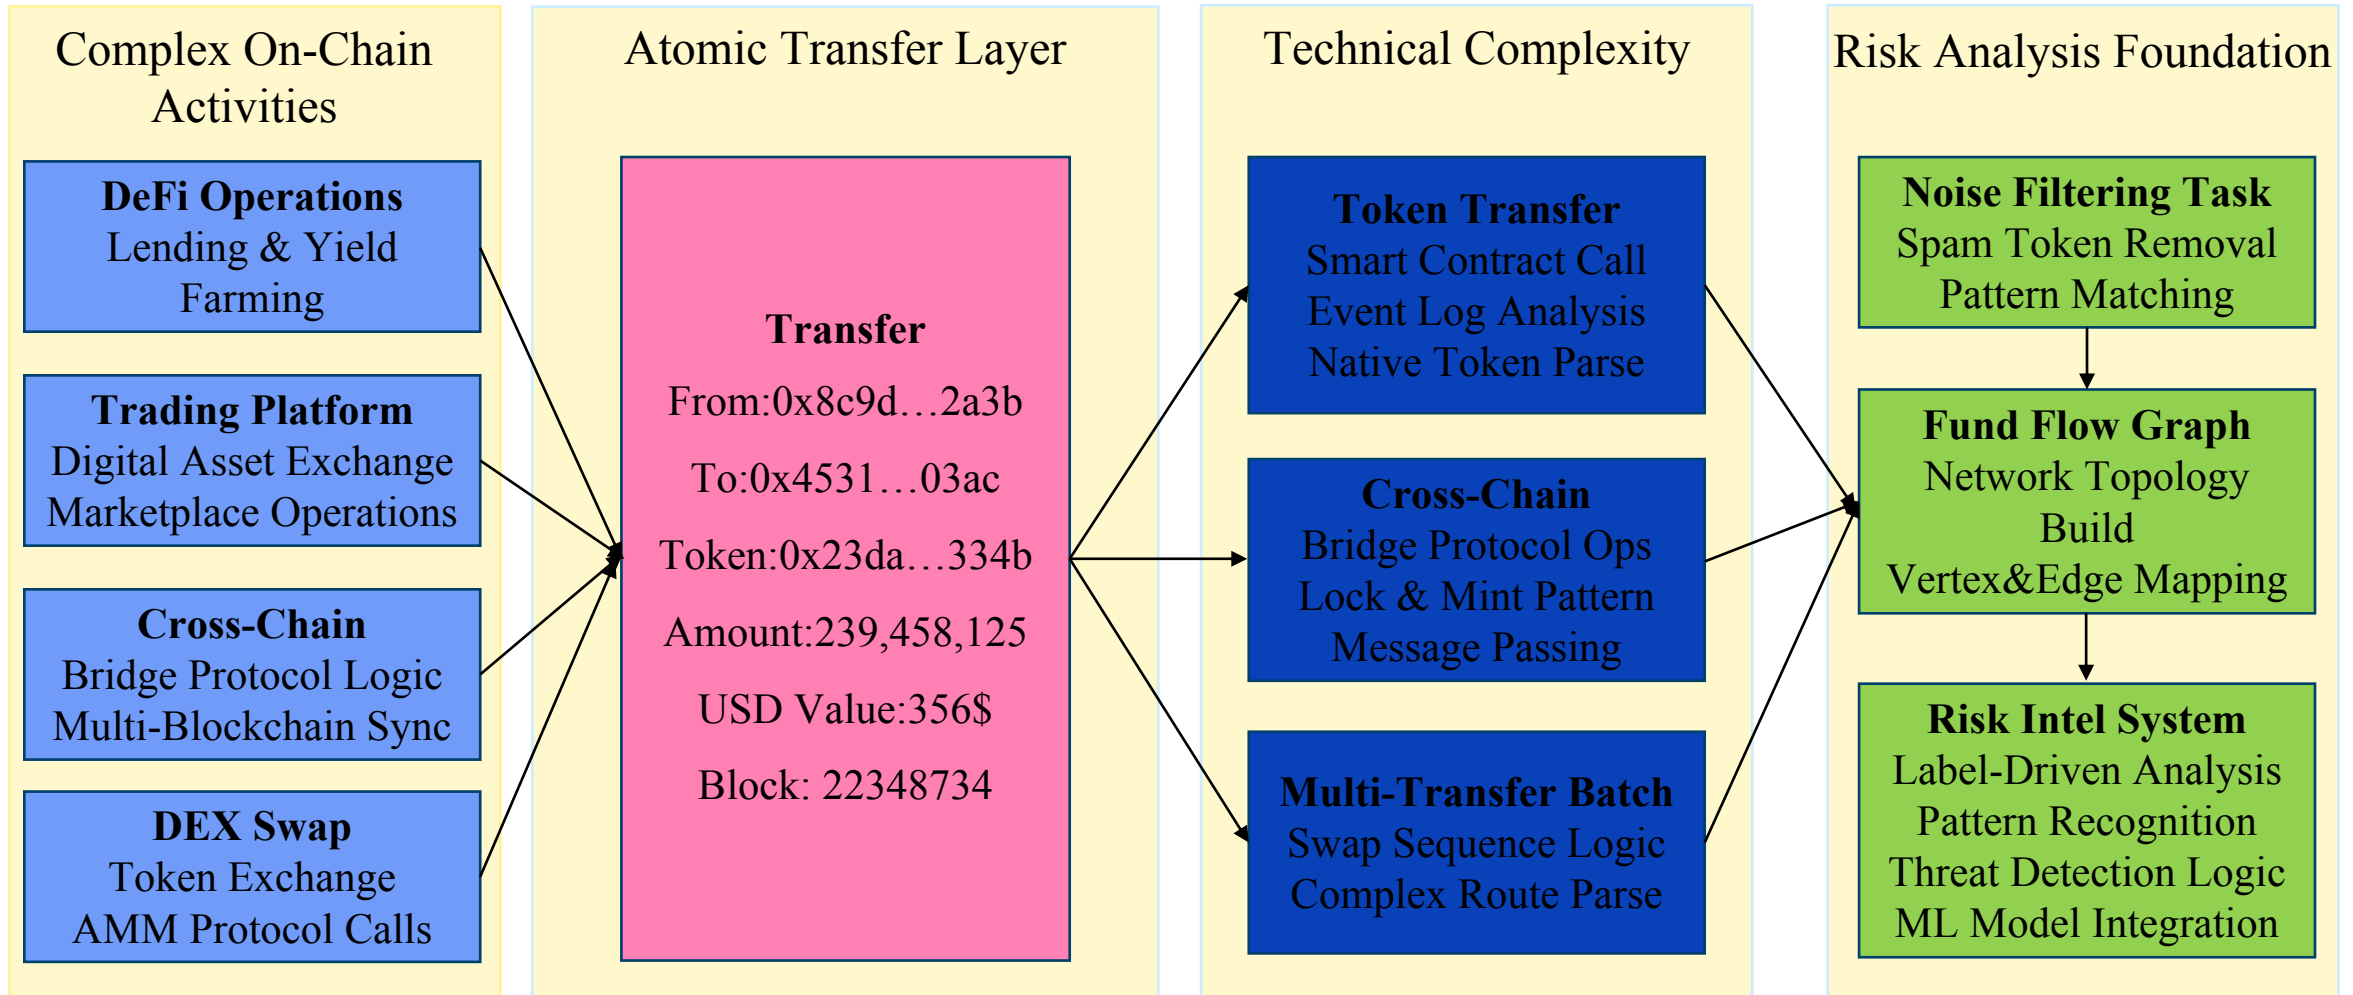 Complex On-Chain
Activities
DeFi Operations
Lending & Yield
Farming
Trading Platform
Digital Asset Exchange
Marketplace Operations
Cross-Chain
Bridge Protocol Logic
Multi-Blockchain Sync
DEX Swap
Token Exchange
AMM Protocol Calls
Atomic Transfer Layer
Transfer
From:0x8c9d…2a3b
To:0x4531…03ac
Token:0x23da…334b
Amount:239,458,125
USD Value:356$
Block: 22348734
Technical Complexity
Token Transfer
Smart Contract Call
Event Log Analysis
Native Token Parse
Cross-Chain
Bridge Protocol Ops
Lock & Mint Pattern
Message Passing
Multi-Transfer Batch
Swap Sequence Logic
Complex Route Parse
Risk Analysis Foundation
Noise Filtering Task
Spam Token Removal
Pattern Matching
Fund Flow Graph
Network Topology
Build
Vertex&Edge Mapping
Risk Intel System
Label-Driven Analysis
Pattern Recognition
Threat Detection Logic
ML Model Integration